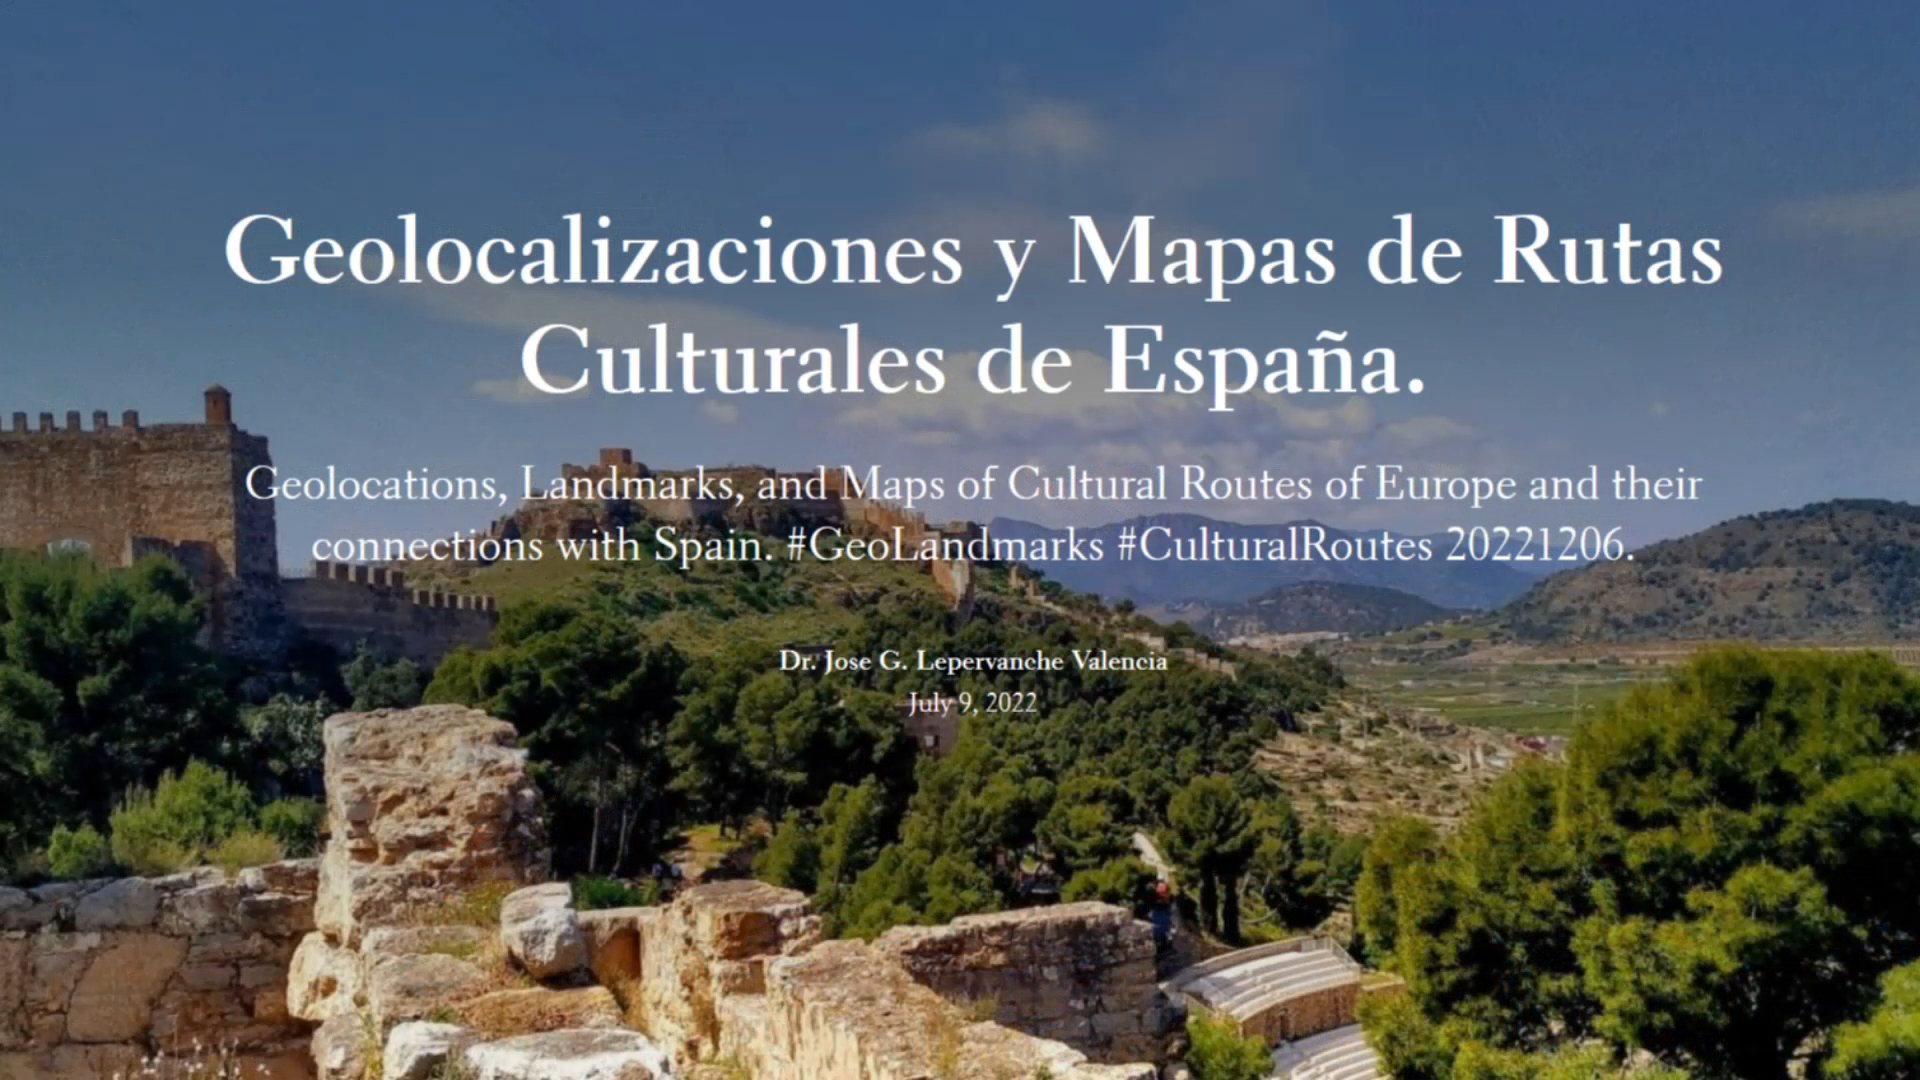 Geolocalizaciones y Mapas de Rutas
Culturales de España.
Geolocations, Landmarks, and Maps of Cultural Routes of Europe and their
connections with Spain. #GeoLandmarks #CulturalRoutes 20221206.
Dr. Jose G. Lepervanche Valencia
July 9, 2022